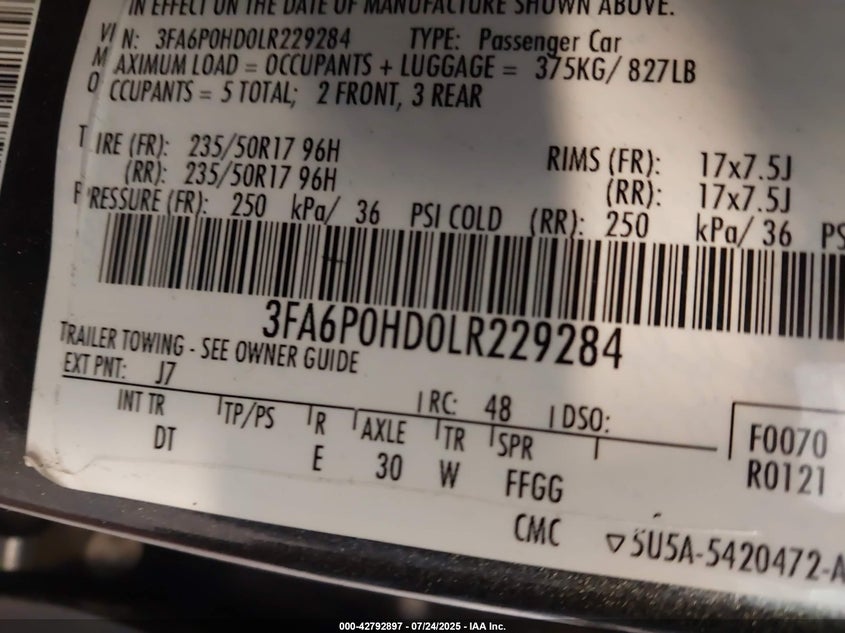 IN EFFECT ON THE DATE OF MANUFACTURE SHOWN ABOVE.
VIN: 3FA6P0HD0LR229284 TYPE: Passenger Car
MAXIMUM LOAD = OCCUPANTS + LUGGAGE = 375KG/ 827LB
OCCUPANTS = 5 TOTAL; 2 FRONT, 3 REAR
TIRE (FR): 235/50R17 96H RIMS (FR): 17x7.5J
(RR): 235/50R17 96H (RR): 17x7.5J
PRESSURE (FR): 250 kPa/ 36 PSI COLD (RR): 250 kPa/ 36 PS
3FA6P0HD0LR229284
TRAILER TOWING - SEE OWNER GUIDE
EXT PNT: J7 RC: 48 DSO:
INT TR TP/PS R AXLE TR SPR F0070
DT E 30 W FFGG R0121
CMC ▽5U5A-5420472-A
000-42792897 - 07/24/2025 - IAA Inc.